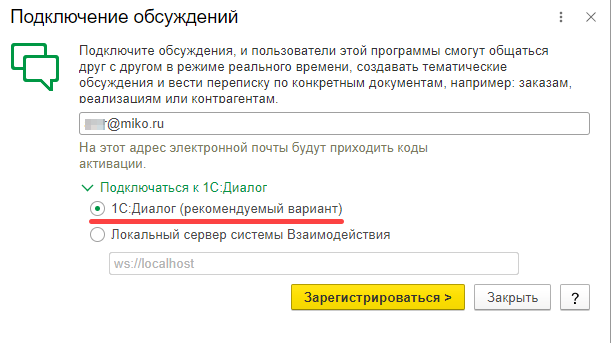 Подключение обсуждений
Подключите обсуждения, и пользователи этой программы смогут общаться
друг с другом в режиме реального времени, создавать тематические
обсуждения и вести переписку по конкретным документам, например: заказам,
реализациям или контрагентам.
@miko.ru
На этот адрес электронной почты будут приходить коды
активации.
Подключаться к 1С:Диалог
1С:Диалог (рекомендуемый вариант)
Локальный сервер системы Взаимодействия
ws://localhost
Зарегистрироваться > Закрыть ?